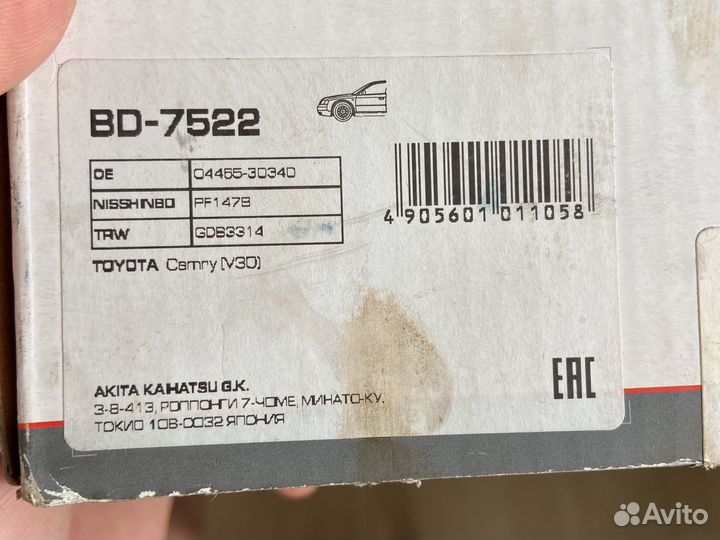 BD-7522
OE 04465-30340
NISSHINBO PF1479
TRW GDB3314
TOYOTA Camry (V30)
4 905601 011058
AKITA KAIHATSU G.K.
3-8-413, РОППОНГИ 7-ЧОМЕ, МИНАТО-КУ,
ТОКИО 106-0032 ЯПОНИЯ
EAC
Avito